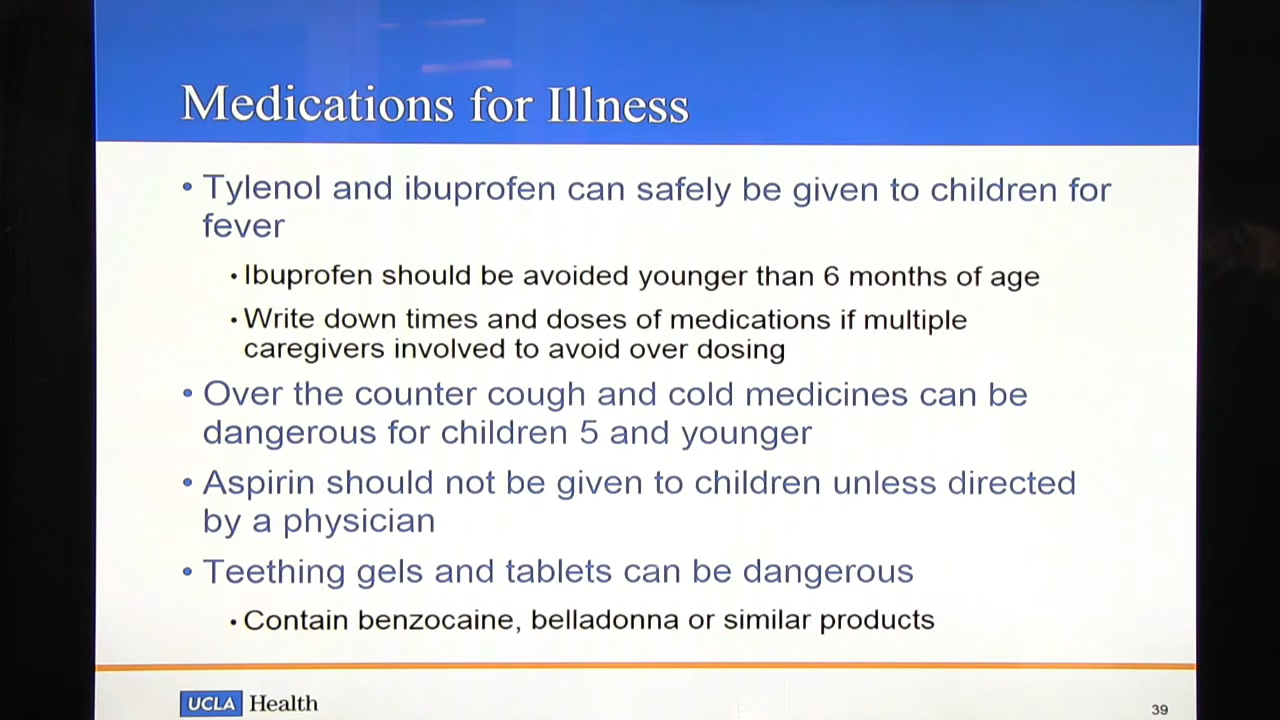 Medications for Illness
• Tylenol and ibuprofen can safely be given to children for
fever
• Ibuprofen should be avoided younger than 6 months of age
• Write down times and doses of medications if multiple
caregivers involved to avoid over dosing
• Over the counter cough and cold medicines can be
dangerous for children 5 and younger
• Aspirin should not be given to children unless directed
by a physician
• Teething gels and tablets can be dangerous
• Contain benzocaine, belladonna or similar products
UCLA Health
39